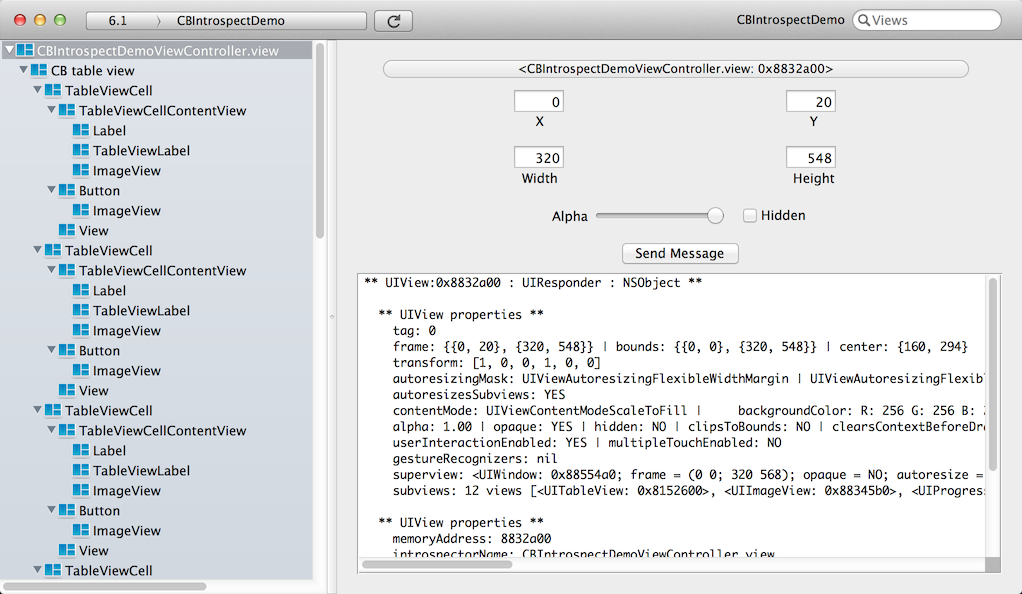 6.1 〉 CBIntrospectDemo
CBIntrospectDemo
Views
CBIntrospectDemoViewController.view
CB table view
TableViewCell
TableViewCellContentView
Label
TableViewLabel
ImageView
Button
ImageView
View
TableViewCell
TableViewCellContentView
Label
TableViewLabel
ImageView
Button
ImageView
View
TableViewCell
TableViewCellContentView
Label
TableViewLabel
ImageView
Button
ImageView
View
TableViewCell
<CBIntrospectDemoViewController.view: 0x8832a00>
0
20
X
Y
320
548
Width
Height
Alpha
Hidden
Send Message
** UIView:0x8832a00 : UIResponder : NSObject **
** UIView properties **
tag: 0
frame: {{0, 20}, {320, 548}} | bounds: {{0, 0}, {320, 548}} | center: {160, 294}
transform: [1, 0, 0, 1, 0, 0]
autoresizingMask: UIViewAutoresizingFlexibleWidthMargin | UIViewAutoresizingFlexib
autoresizesSubviews: YES
contentMode: UIViewContentModeScaleToFill | backgroundColor: R: 256 G: 256 B:
alpha: 1.00 | opaque: YES | hidden: NO | clipsToBounds: NO | clearsContextBeforeDr
userInteractionEnabled: YES | multipleTouchEnabled: NO
gestureRecognizers: nil
superview: <UIWindow: 0x88554a0; frame = (0 0; 320 568); opaque = NO; autoresize =
subviews: 12 views [<UITableView: 0x8152600>, <UIImageView: 0x88345b0>, <UIProgres
** UIView properties **
memoryAddress: 8832a00
introspectorName: CBIntrospectDemoViewController.view